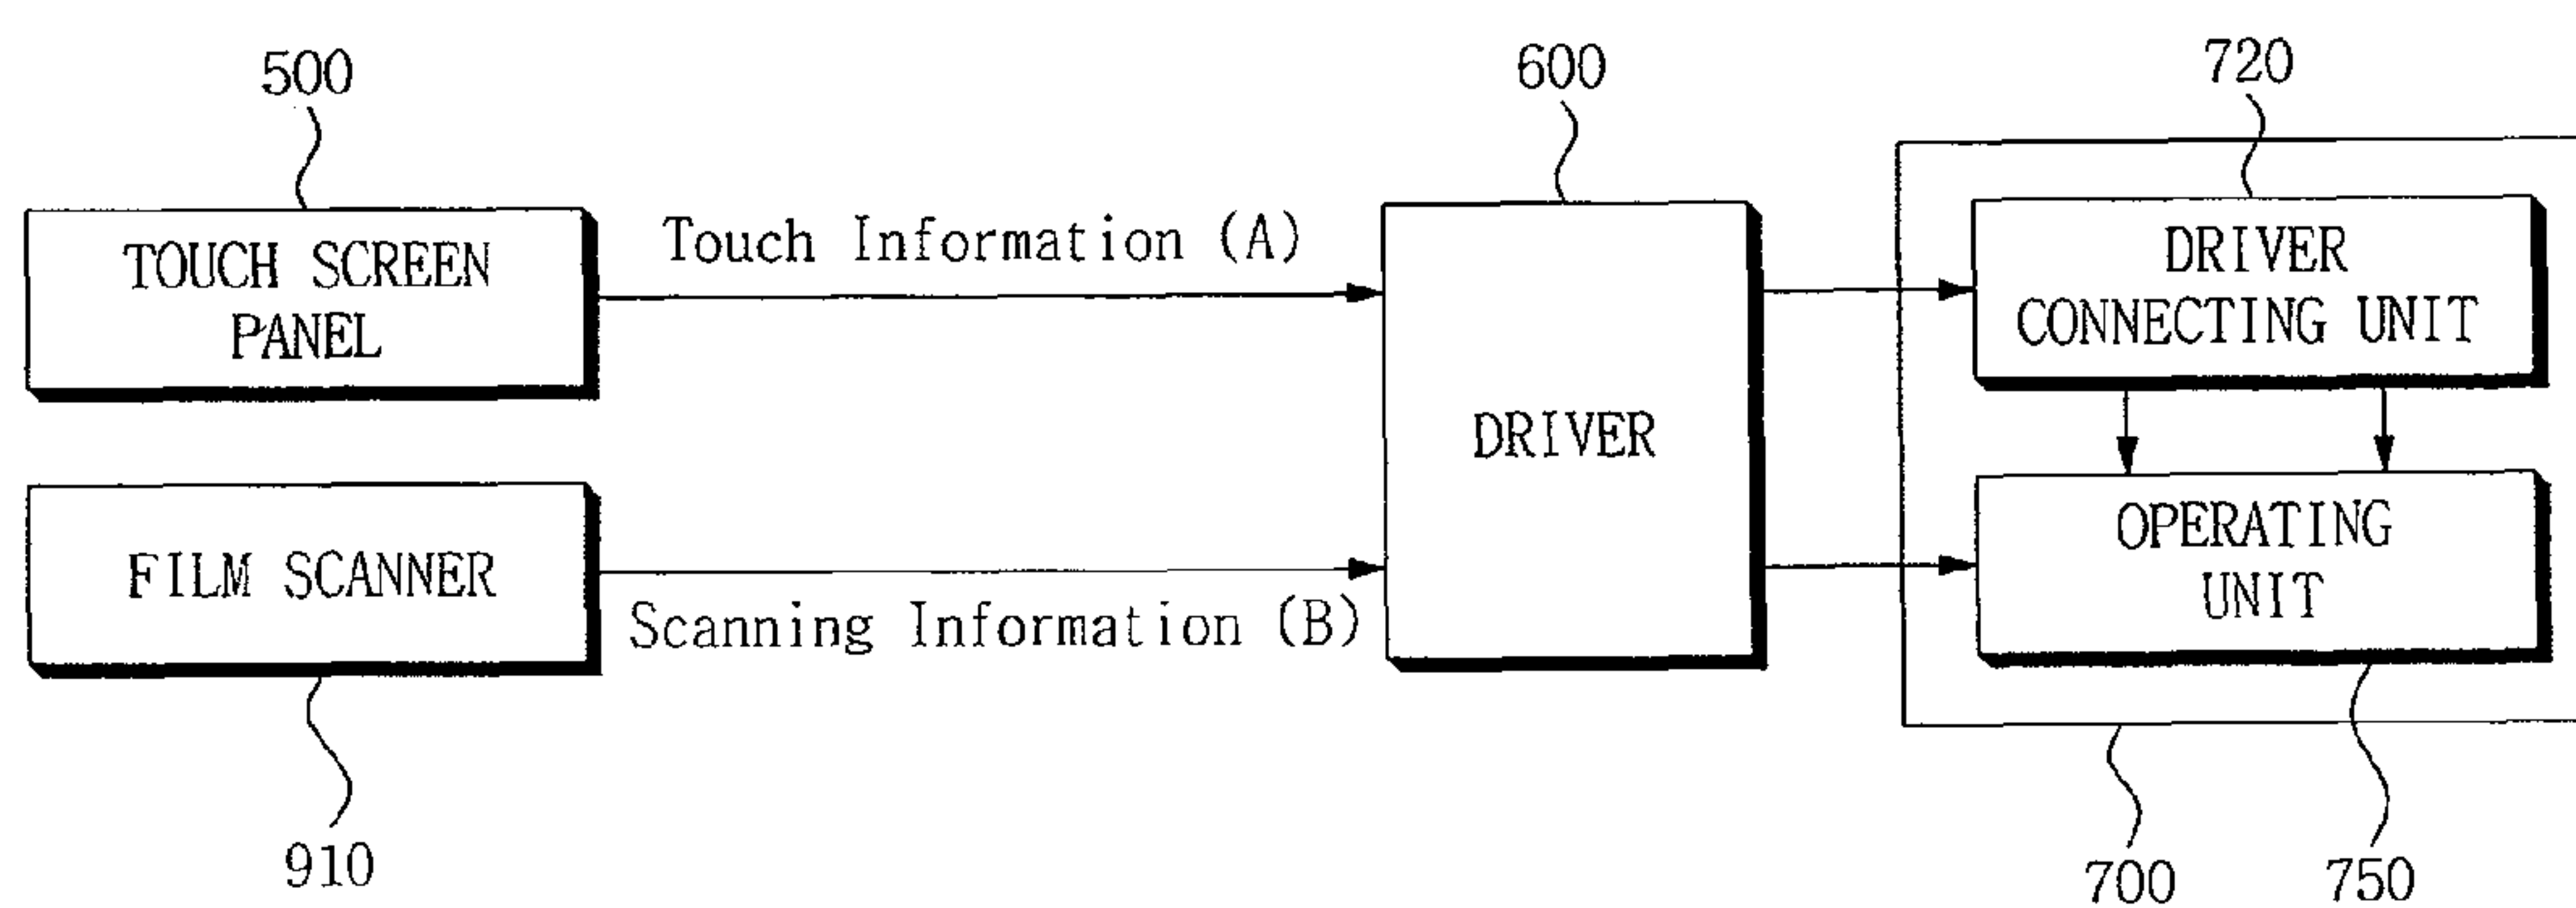 500
600
720
TOUCH SCREEN
PANEL
Touch Information (A)
DRIVER
CONNECTING UNIT
DRIVER
FILM SCANNER
Scanning Information (B)
OPERATING
UNIT
910
700
750